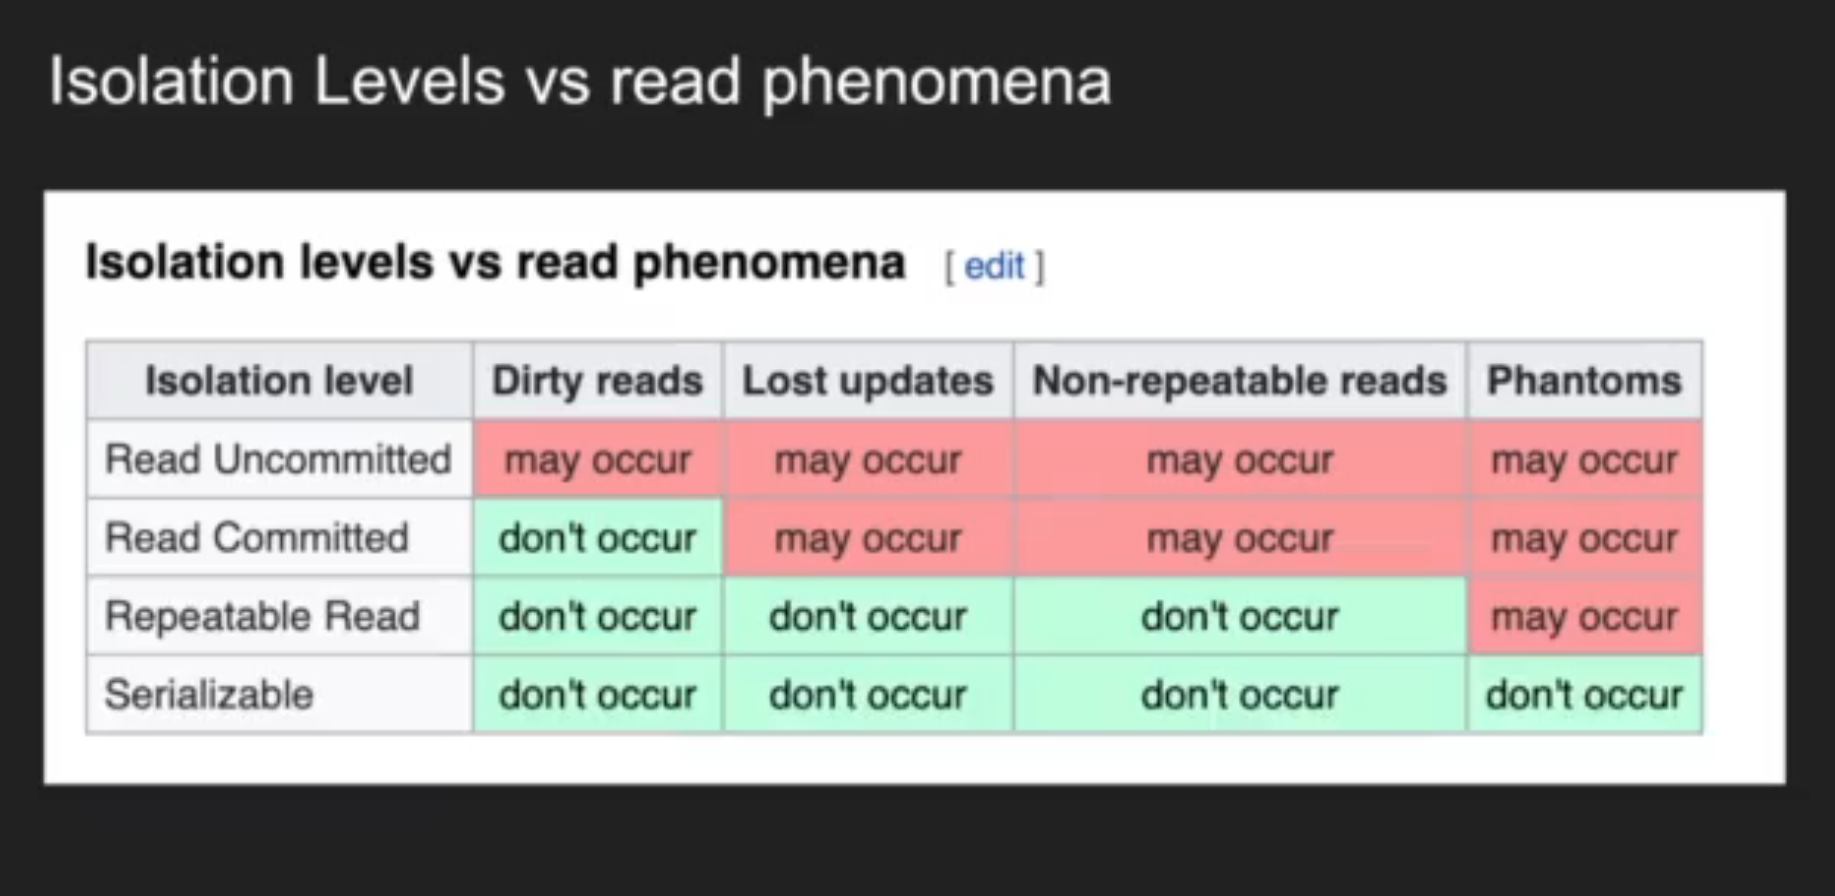 Isolation Levels vs read phenomena
Isolation levels vs read phenomena [ edit ]
Isolation level Dirty reads Lost updates Non-repeatable reads Phantoms
Read Uncommitted may occur may occur may occur may occur
Read Committed don't occur may occur may occur may occur
Repeatable Read don't occur don't occur don't occur may occur
Serializable don't occur don't occur don't occur don't occur